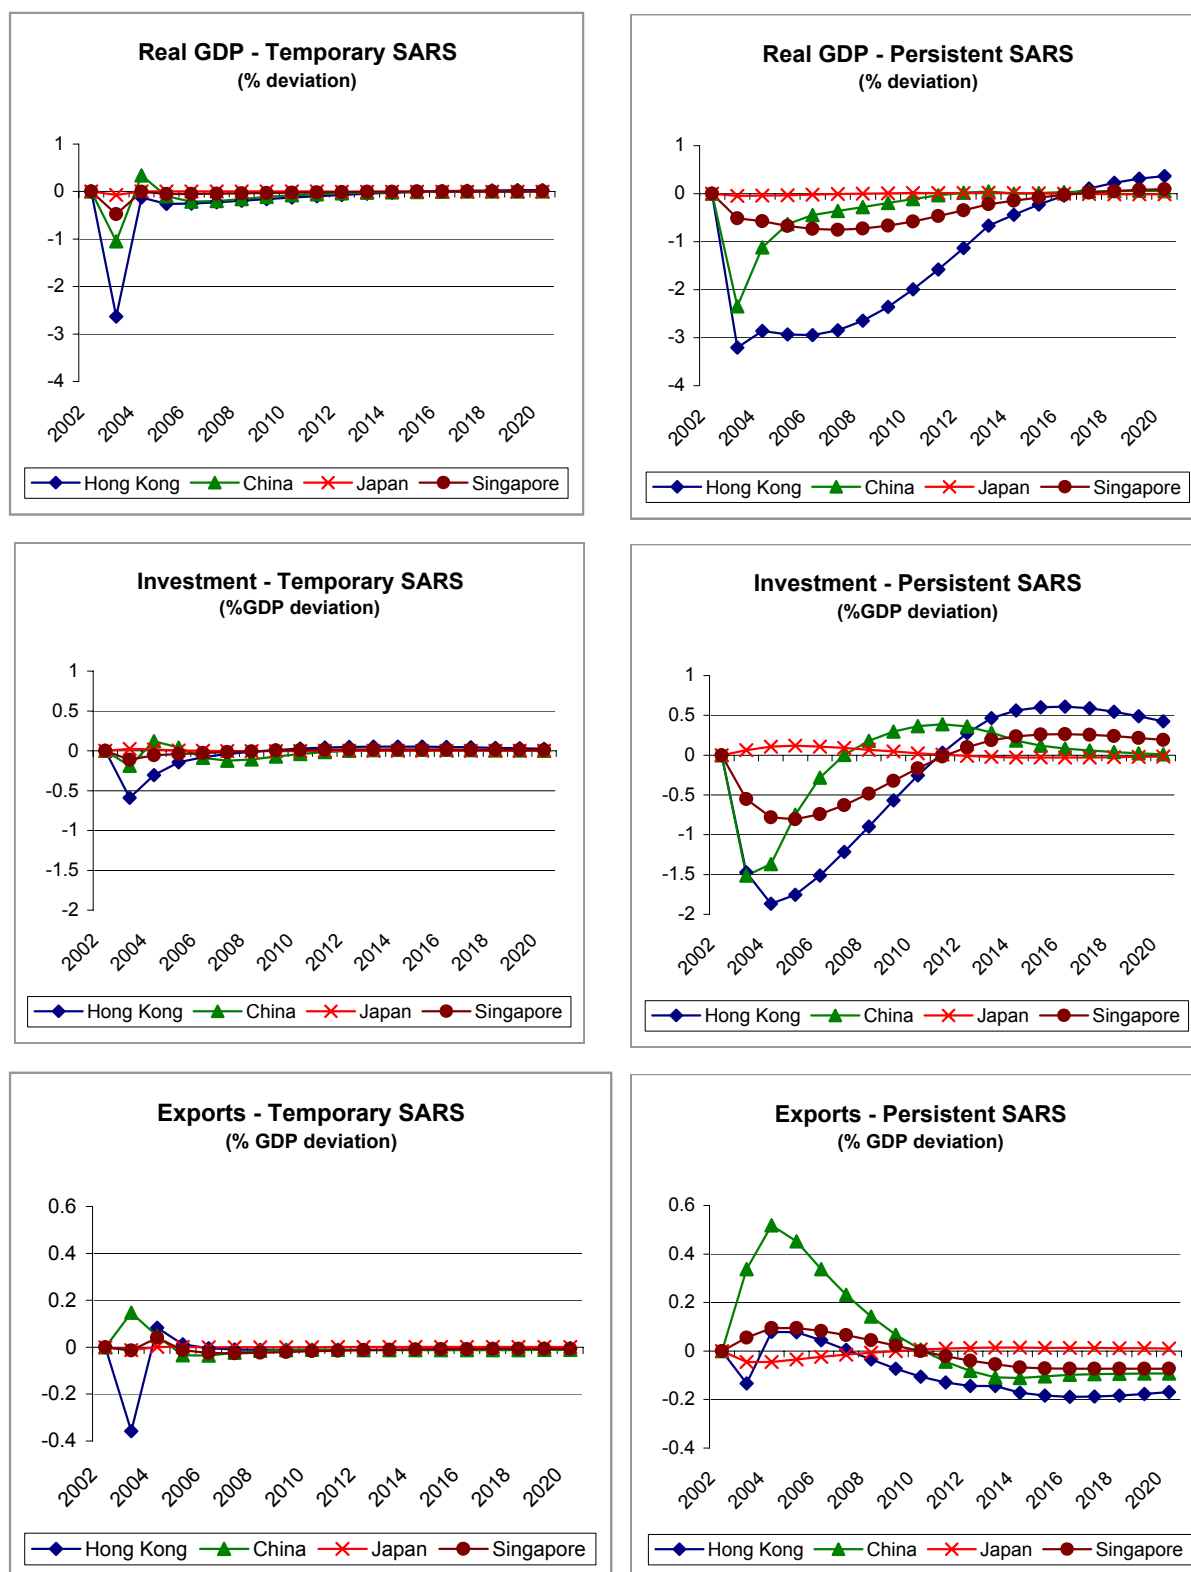 Real GDP - Temporary SARS
(% deviation)
1
0
-1
-2
-3
-4
2002 2004 2006 2008 2010 2012 2014 2016 2018 2020
Hong Kong China Japan Singapore
Real GDP - Persistent SARS
(% deviation)
1
0
-1
-2
-3
-4
2002 2004 2006 2008 2010 2012 2014 2016 2018 2020
Hong Kong China Japan Singapore
Investment - Temporary SARS
(%GDP deviation)
1
0.5
0
-0.5
-1
-1.5
-2
2002 2004 2006 2008 2010 2012 2014 2016 2018 2020
Hong Kong China Japan Singapore
Investment - Persistent SARS
(%GDP deviation)
1
0.5
0
-0.5
-1
-1.5
-2
2002 2004 2006 2008 2010 2012 2014 2016 2018 2020
Hong Kong China Japan Singapore
Exports - Temporary SARS
(% GDP deviation)
0.6
0.4
0.2
0
-0.2
-0.4
2002 2004 2006 2008 2010 2012 2014 2016 2018 2020
Hong Kong China Japan Singapore
Exports - Persistent SARS
(% GDP deviation)
0.6
0.4
0.2
0
-0.2
-0.4
2002 2004 2006 2008 2010 2012 2014 2016 2018 2020
Hong Kong China Japan Singapore